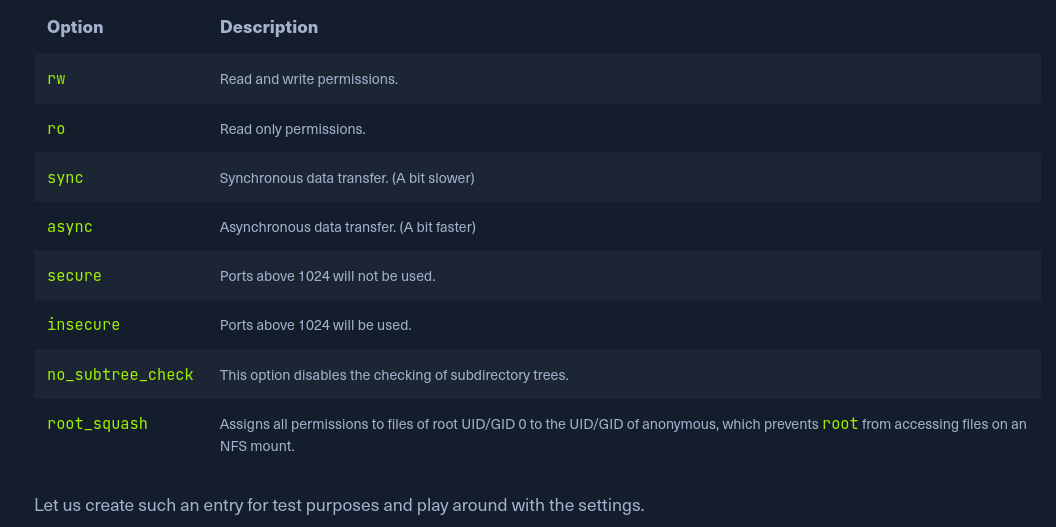 Option Description
rw Read and write permissions.
ro Read only permissions.
sync Synchronous data transfer. (A bit slower)
async Asynchronous data transfer. (A bit faster)
secure Ports above 1024 will not be used.
insecure Ports above 1024 will be used.
no_subtree_check This option disables the checking of subdirectory trees.
root_squash Assigns all permissions to files of root UID/GID 0 to the UID/GID of anonymous, which prevents root from accessing files on an
NFS mount.
Let us create such an entry for test purposes and play around with the settings.